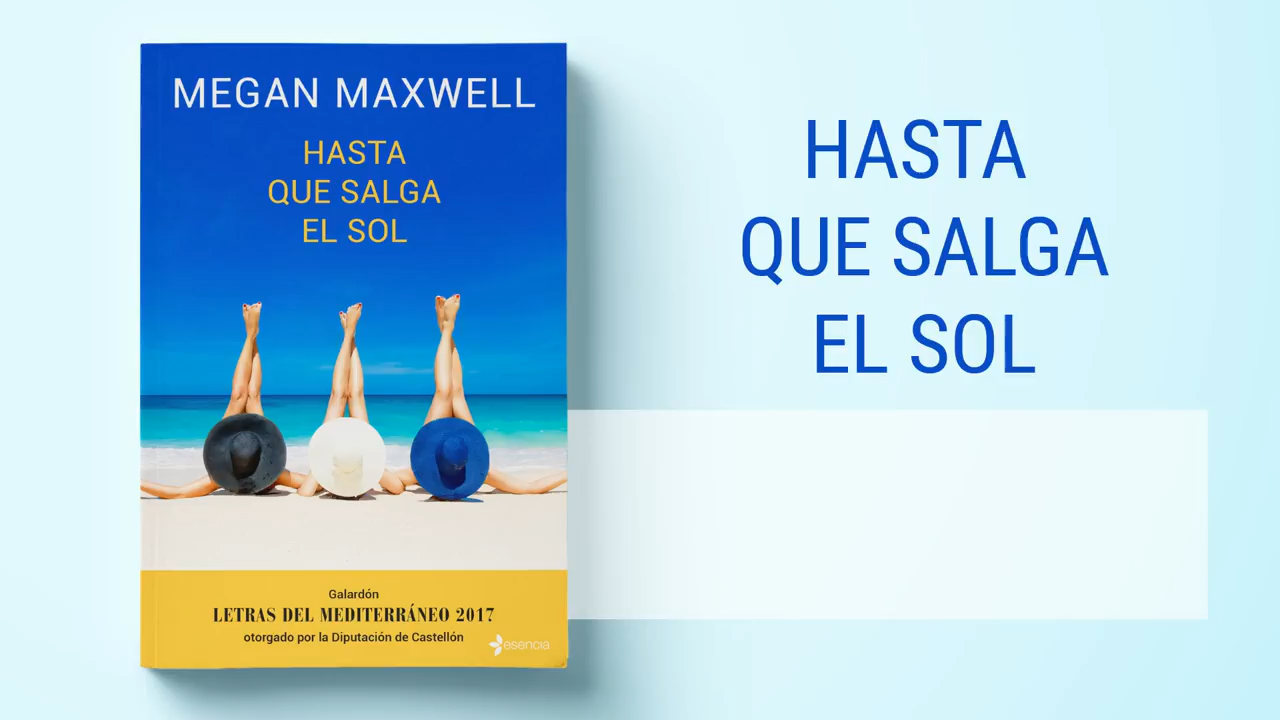 MEGAN MAXWELL
HASTA
QUE SALGA
EL SOL
Galardón
LETRAS DEL MEDITERRÁNEO 2017
otorgado por la Diputación de Castellón
esencia
HASTA
QUE SALGA
EL SOL